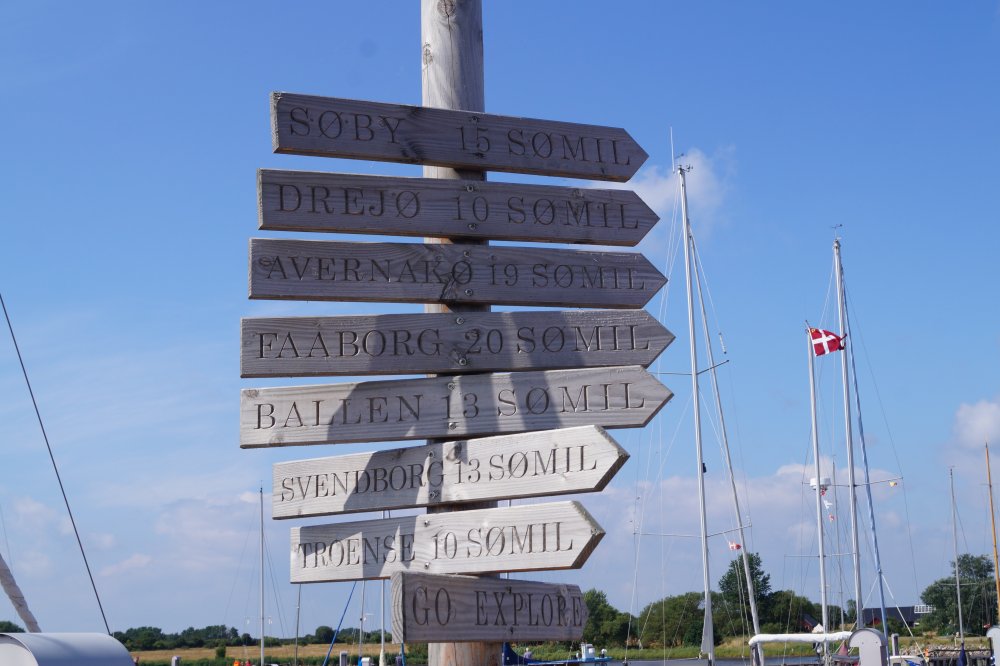 SØBY 15 SØMIL
DREJØ 10 SØMIL
AVERNAKØ 19 SØMIL
FAABORG 20 SØMIL
BALLEN 13 SØMIL
SVENDBORG 13 SØMIL
TROENSE 10 SØMIL
GO EXPLORE